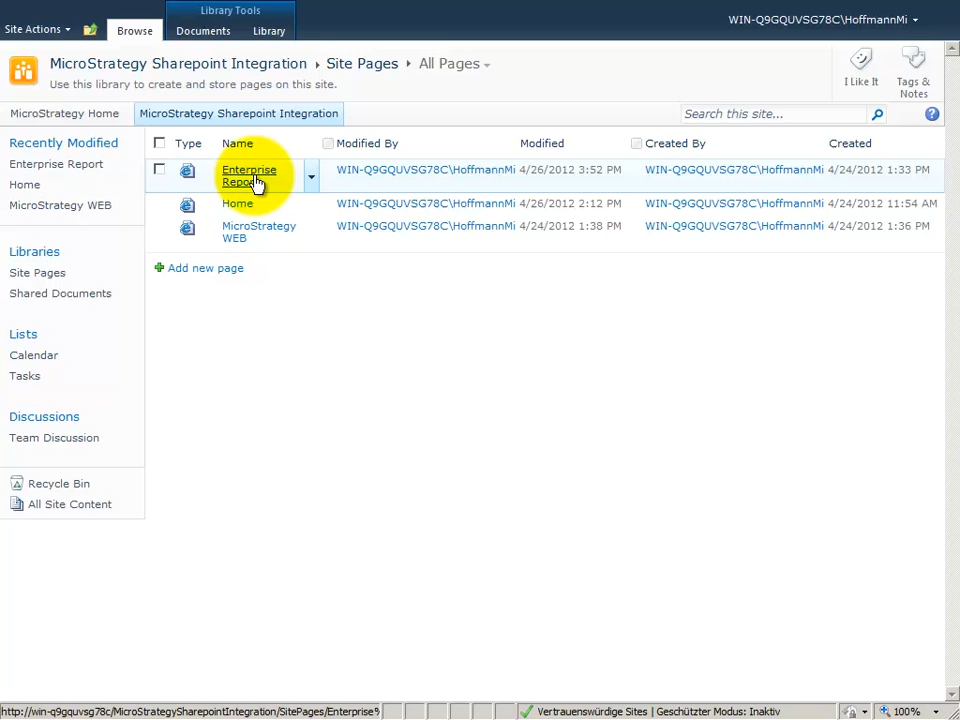 Library Tools
Site Actions
Browse
Documents
Library
WIN-Q9GQUVSG78C\HoffmannMi
MicroStrategy Sharepoint Integration
Site Pages
All Pages
Use this library to create and store pages on this site.
I Like It
Tags &
Notes
MicroStrategy Home
MicroStrategy Sharepoint Integration
Search this site...
Recently Modified
Enterprise Report
Home
MicroStrategy WEB
Libraries
Site Pages
Shared Documents
Lists
Calendar
Tasks
Discussions
Team Discussion
Recycle Bin
All Site Content
Type Name Modified By Modified Created By Created
Enterprise
Report
WIN-Q9GQUVSG78C\HoffmannMi 4/26/2012 3:52 PM WIN-Q9GQUVSG78C\HoffmannMi 4/24/2012 1:33 PM
Home WIN-Q9GQUVSG78C\HoffmannMi 4/26/2012 2:12 PM WIN-Q9GQUVSG78C\HoffmannMi 4/24/2012 11:54 AM
MicroStrategy WIN-Q9GQUVSG78C\HoffmannMi 4/24/2012 1:38 PM WIN-Q9GQUVSG78C\HoffmannMi 4/24/2012 1:36 PM
WEB
Add new page
http://win-q9gquvsg78c/MicroStrategySharepointIntegration/SitePages/Enterprise%
Vertrauenswürdige Sites | Geschützter Modus: Inaktiv
100%